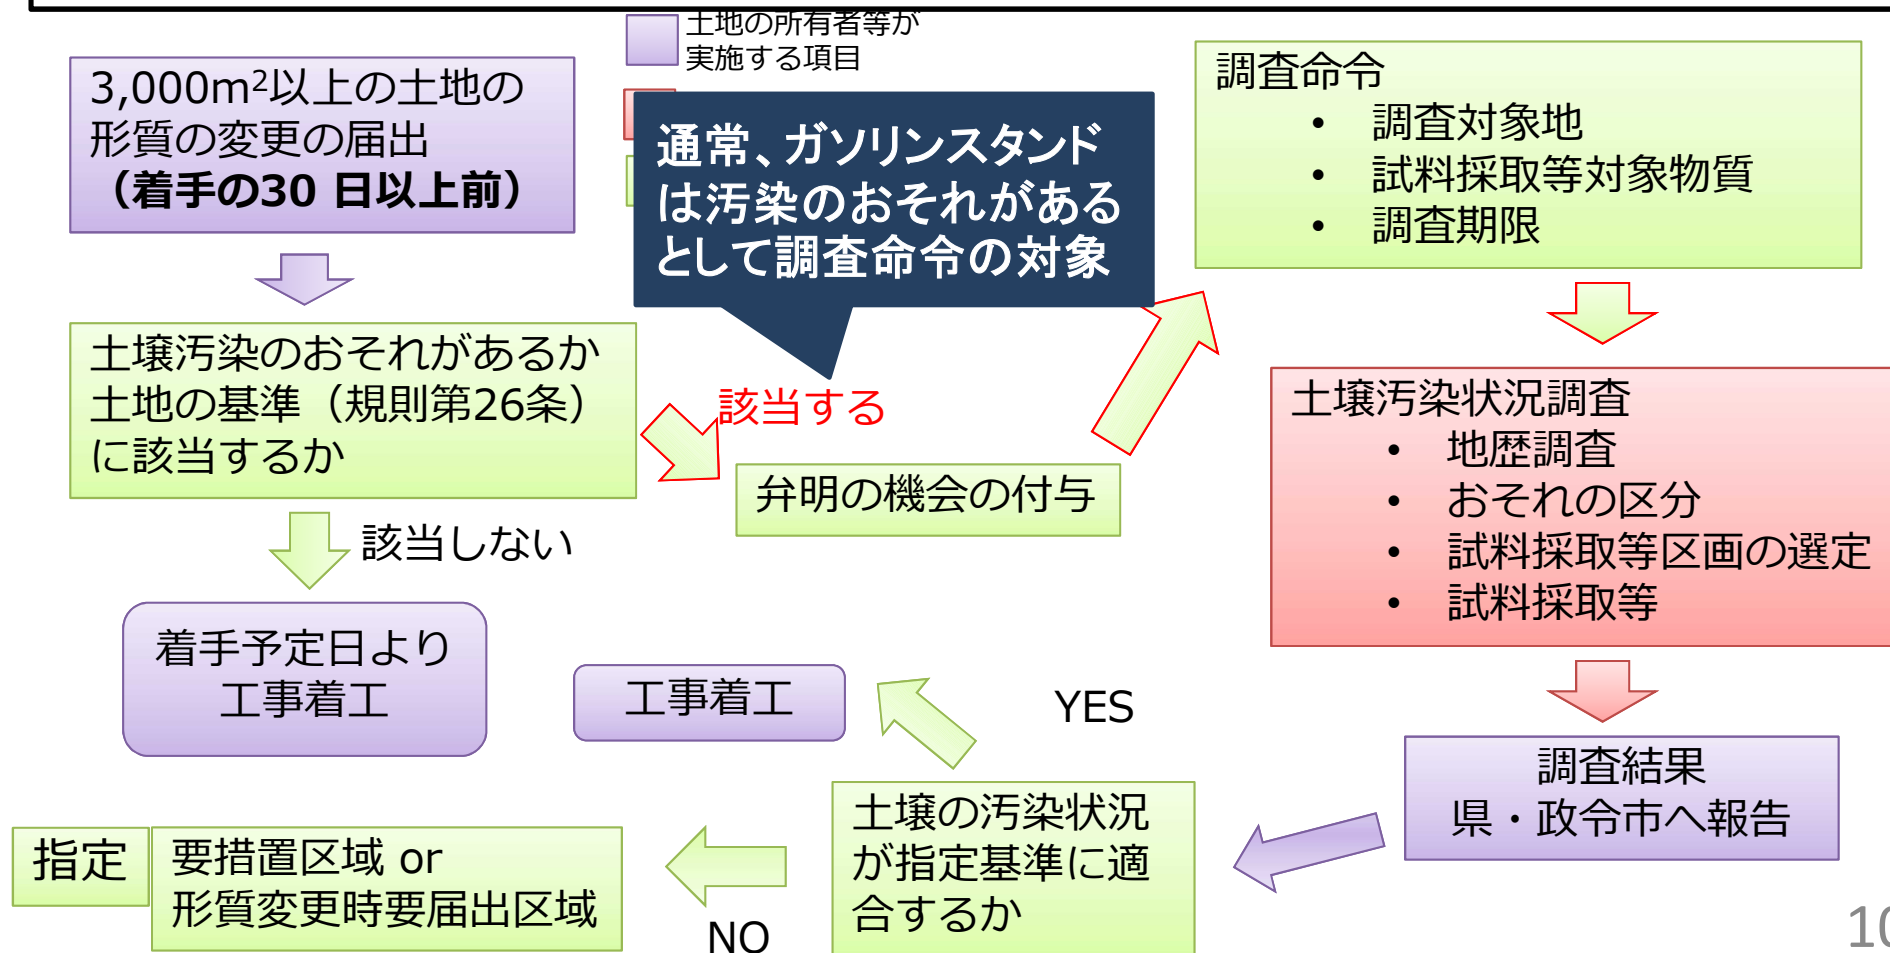 土地の所有者等が
実施する項目
3,000m²以上の土地の
形質の変更の届出
（着手の30 日以上前）
通常、ガソリンスタンド
は汚染のおそれがある
として調査命令の対象
調査命令
• 調査対象地
• 試料採取等対象物質
• 調査期限
土壌汚染のおそれがあるか
土地の基準（規則第26条）
に該当するか
該当する
弁明の機会の付与
該当しない
土壌汚染状況調査
• 地歴調査
• おそれの区分
• 試料採取等区画の選定
• 試料採取等
着手予定日より
工事着工
工事着工
YES
調査結果
県・政令市へ報告
土壌の汚染状況
が指定基準に適
合するか
指定
要措置区域 or
形質変更時要届出区域
NO